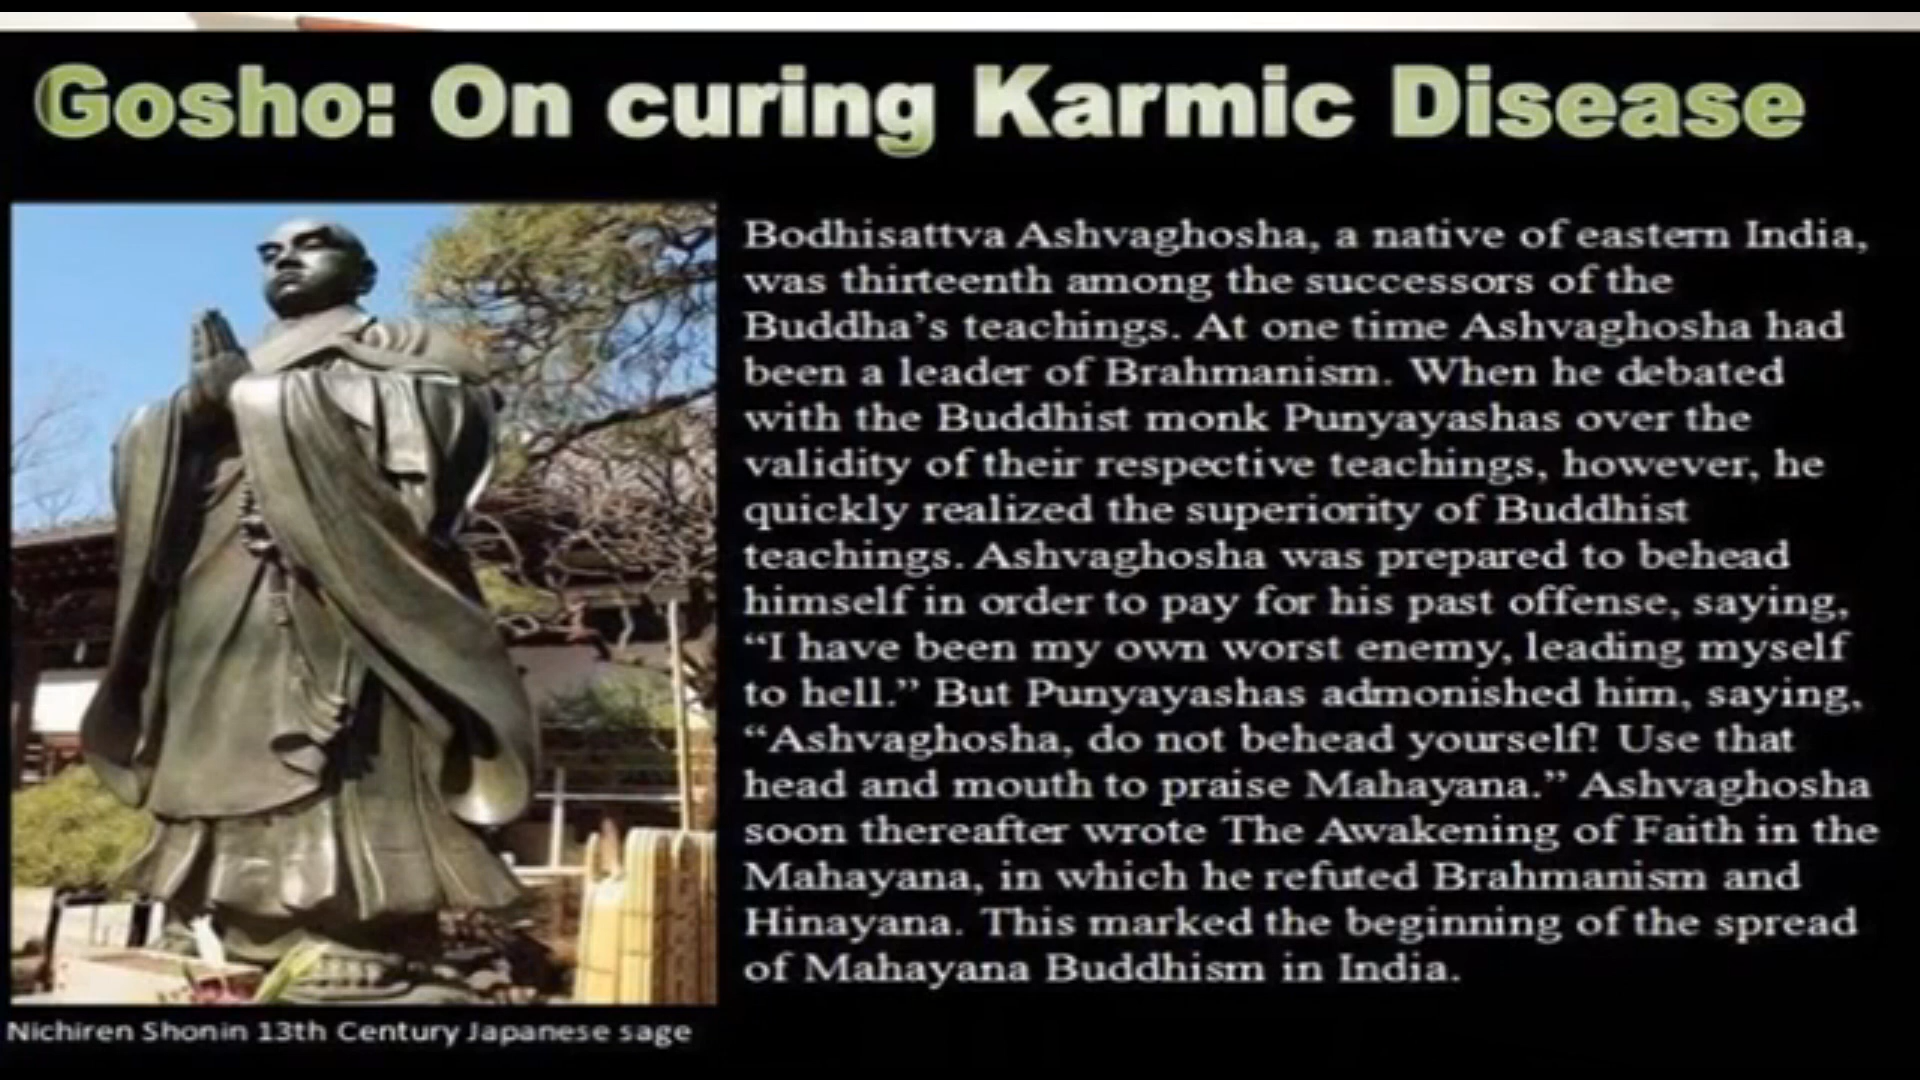 Gosho: On curing Karmic Disease
Bodhisattva Ashvaghosha, a native of eastern India,
was thirteenth among the successors of the
Buddha’s teachings. At one time Ashvaghosha had
been a leader of Brahmanism. When he debated
with the Buddhist monk Punyayashas over the
validity of their respective teachings, however, he
quickly realized the superiority of Buddhist
teachings. Ashvaghosha was prepared to behead
himself in order to pay for his past offense, saying,
“I have been my own worst enemy, leading myself
to hell.” But Punyayashas admonished him, saying,
“Ashvaghosha, do not behead yourself! Use that
head and mouth to praise Mahayana.” Ashvaghosha
soon thereafter wrote The Awakening of Faith in the
Mahayana, in which he refuted Brahmanism and
Hinayana. This marked the beginning of the spread
of Mahayana Buddhism in India.
Nichiren Shonin 13th Century Japanese sage